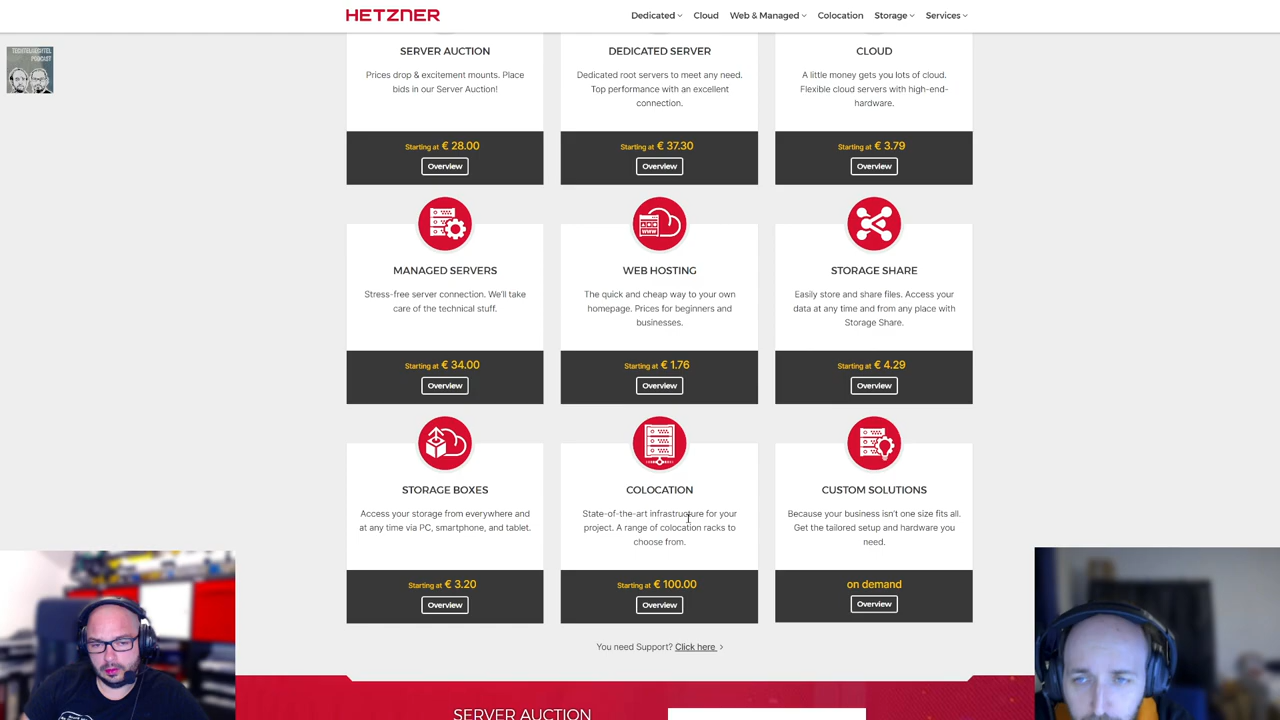 HETZNER
Dedicated Cloud Web & Managed Colocation Storage Services
TECHTELMECHTEL
PODCAST
SERVER AUCTION
Prices drop & excitement mounts. Place
bids in our Server Auction!
Starting at € 28.00
Overview
DEDICATED SERVER
Dedicated root servers to meet any need.
Top performance with an excellent
connection.
Starting at € 37.30
Overview
CLOUD
A little money gets you lots of cloud.
Flexible cloud servers with high-end-
hardware.
Starting at € 3.79
Overview
MANAGED SERVERS
Stress-free server connection. We'll take
care of the technical stuff.
Starting at € 34.00
Overview
WEB HOSTING
The quick and cheap way to your own
homepage. Prices for beginners and
businesses.
Starting at € 1.76
Overview
STORAGE SHARE
Easily store and share files. Access your
data at any time and from any place with
Storage Share.
Starting at € 4.29
Overview
STORAGE BOXES
Access your storage from everywhere and
at any time via PC, smartphone, and tablet.
Starting at € 3.20
Overview
COLOCATION
State-of-the-art infrastructure for your
project. A range of colocation racks to
choose from.
Starting at € 100.00
Overview
CUSTOM SOLUTIONS
Because your business isn't one size fits all.
Get the tailored setup and hardware you
need.
on demand
Overview
You need Support? Click here >
SERVER AUCTION